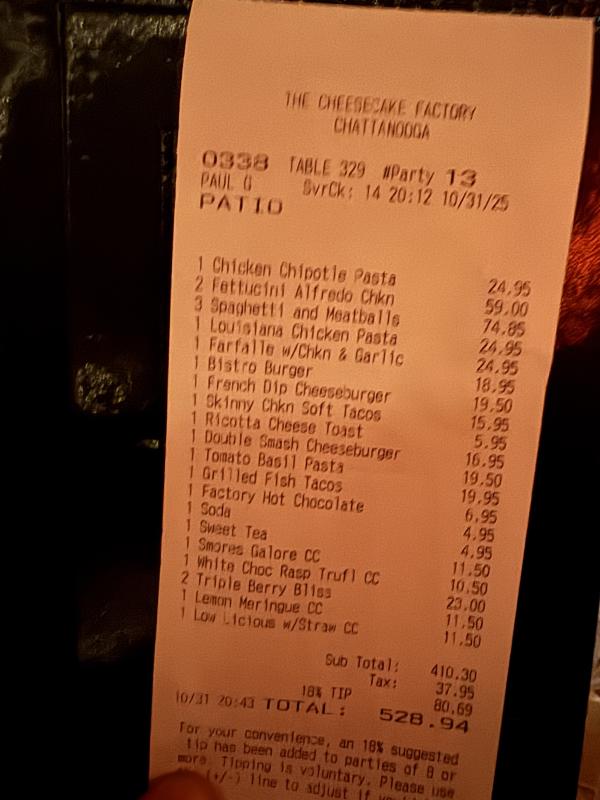 THE CHEESECAKE FACTORY
CHATTANOOGA
0338 TABLE 329 #Party 13
PAUL G SvrCk: 14 20:12 10/31/25
PATIO
1 Chicken Chipotle Pasta 24.95
2 Fettucini Alfredo Chkn 59.00
3 Spaghetti and Meatballs 74.85
1 Louisiana Chicken Pasta 24.95
1 Farfalle w/Chkn & Garlic 24.95
1 Bistro Burger 18.95
1 French Dip Cheeseburger 19.50
1 Skinny Chkn Soft Tacos 15.95
1 Ricotta Cheese Toast 5.95
1 Double Smash Cheeseburger 16.95
1 Tomato Basil Pasta 19.50
1 Grilled Fish Tacos 19.95
1 Factory Hot Chocolate 6.95
1 Soda 4.95
1 Sweet Tea 4.95
1 Smores Galore CC 11.50
1 White Choc Rasp Trufl CC 10.50
2 Triple Berry Bliss 23.00
1 Lemon Meringue CC 11.50
1 Low Licious w/Straw CC 11.50
Sub Total: 410.30
Tax: 37.95
18% TIP 80.69
10/31 20:43 TOTAL: 528.94
For your convenience, an 18% suggested
tip has been added to parties of 8 or
more. Tipping is voluntary. Please use
(+/-) line to adjust if